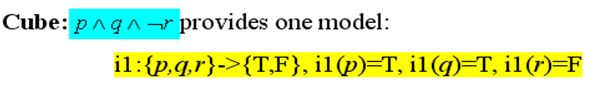 Cube: p ∧ q ∧ ¬r provides one model:
i1:{p,q,r}->{T,F}, i1(p)=T, i1(q)=T, i1(r)=F